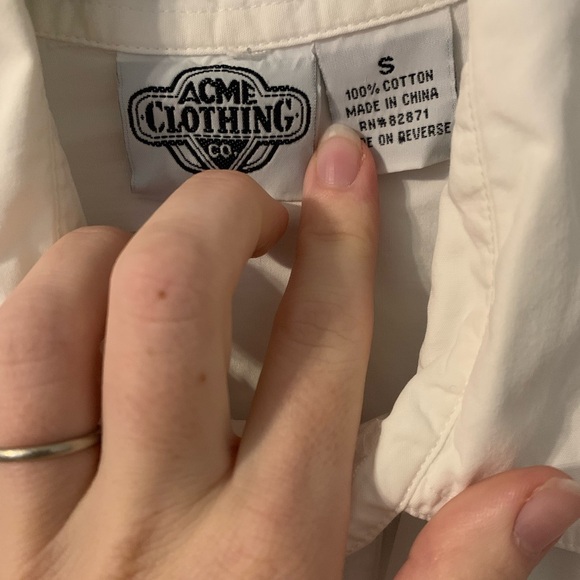 ACME
CLOTHING
CO.
S
100% COTTON
MADE IN CHINA
RN#82871
ON REVERSE